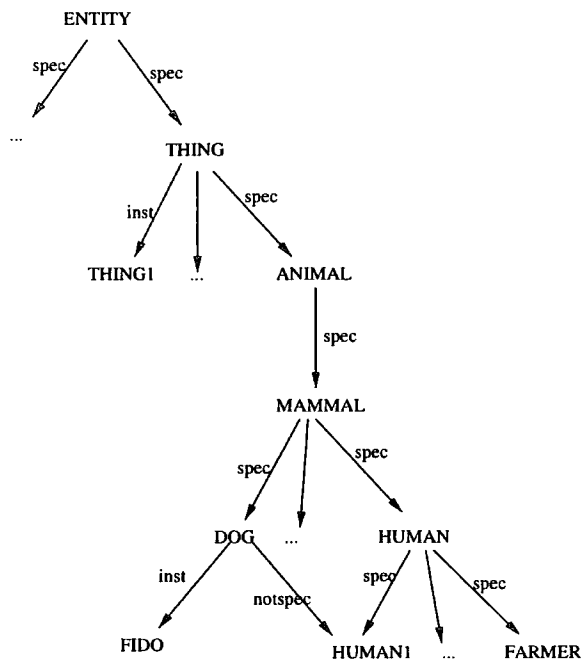 ENTITY
spec
spec
...
THING
inst
spec
THING1
...
ANIMAL
spec
MAMMAL
spec
spec
DOG
...
HUMAN
inst
notspec
spec
spec
FIDO
HUMAN1
...
FARMER